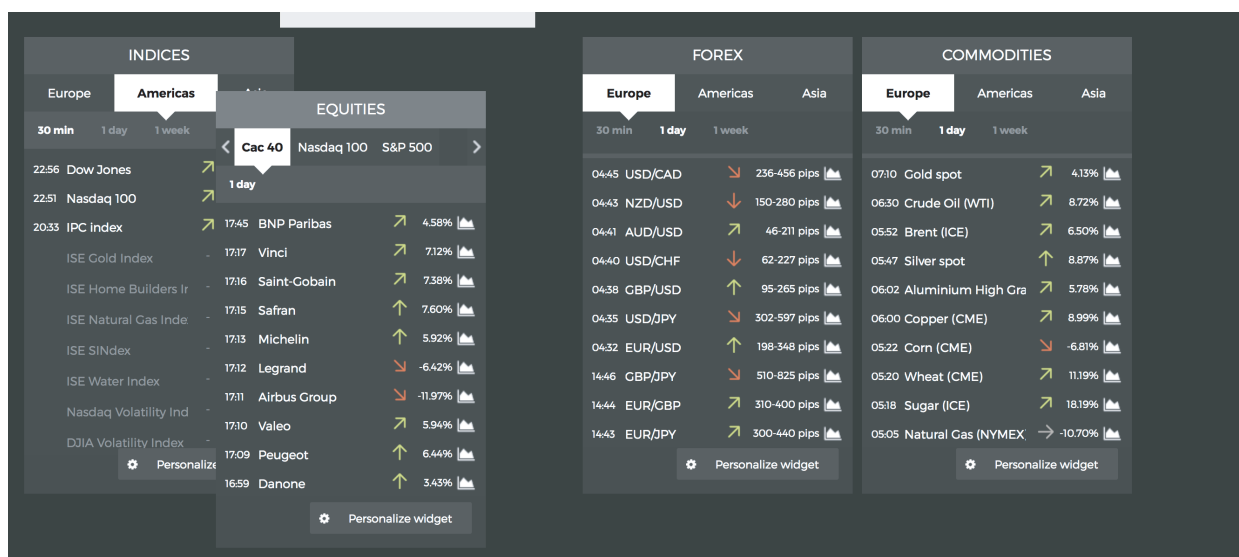 INDICES
Europe Americas
30 min 1 day 1 week
22:56 Dow Jones
22:51 Nasdaq 100
20:33 IPC index
ISE Gold Index -
ISE Home Builders Ir -
ISE Natural Gas Inde -
ISE SINdex -
ISE Water Index -
Nasdaq Volatility Ind -
DJIA Volatility Index -
Personalize
EQUITIES
Cac 40 Nasdaq 100 S&P 500
1 day
17:45 BNP Paribas 4.58%
17:17 Vinci 7.12%
17:16 Saint-Gobain 7.38%
17:15 Safran 7.60%
17:13 Michelin 5.92%
17:12 Legrand -6.42%
17:11 Airbus Group -11.97%
17:10 Valeo 5.94%
17:09 Peugeot 6.44%
16:59 Danone 3.43%
Personalize widget
FOREX
Europe Americas Asia
30 min 1 day 1 week
04:45 USD/CAD 236-456 pips
04:43 NZD/USD 150-280 pips
04:41 AUD/USD 46-211 pips
04:40 USD/CHF 62-227 pips
04:38 GBP/USD 95-265 pips
04:35 USD/JPY 302-597 pips
04:32 EUR/USD 198-348 pips
14:46 GBP/JPY 510-825 pips
14:44 EUR/GBP 310-400 pips
14:43 EUR/JPY 300-440 pips
Personalize widget
COMMODITIES
Europe Americas Asia
30 min 1 day 1 week
07:10 Gold spot 4.13%
06:30 Crude Oil (WTI) 8.72%
05:52 Brent (ICE) 6.50%
05:47 Silver spot 8.87%
06:02 Aluminium High Gra 5.78%
06:00 Copper (CME) 8.99%
05:22 Corn (CME) -6.81%
05:20 Wheat (CME) 11.19%
05:18 Sugar (ICE) 18.19%
05:05 Natural Gas (NYMEX) -10.70%
Personalize widget